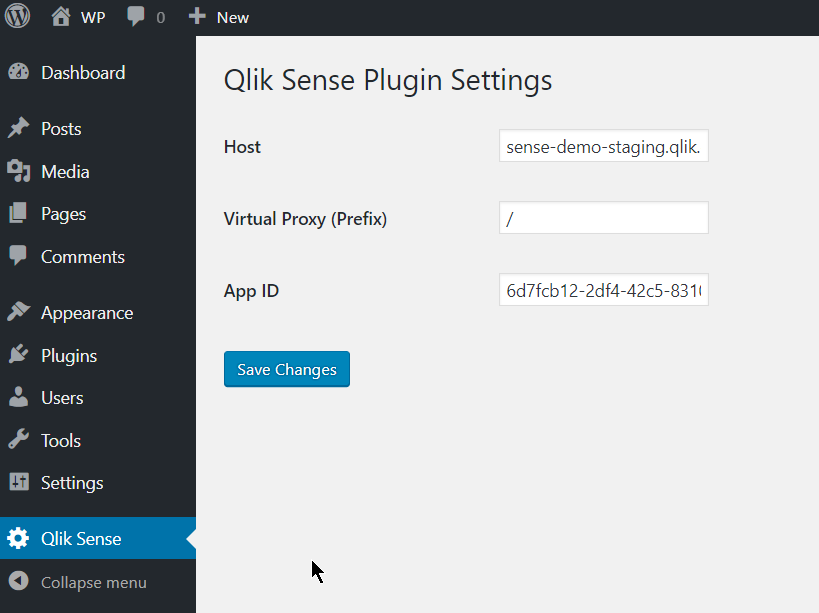 WP 0 New
Dashboard
Posts
Media
Pages
Comments
Appearance
Plugins
Users
Tools
Settings
Qlik Sense
Collapse menu
Qlik Sense Plugin Settings
Host sense-demo-staging.qlik.
Virtual Proxy (Prefix) /
App ID 6d7fcb12-2df4-42c5-831
Save Changes